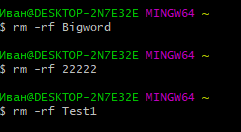 Иван@DESKTOP-2N7E32E MINGW64 ~
$ rm -rf Bigword
Иван@DESKTOP-2N7E32E MINGW64 ~
$ rm -rf 22222
Иван@DESKTOP-2N7E32E MINGW64 ~
$ rm -rf Test1